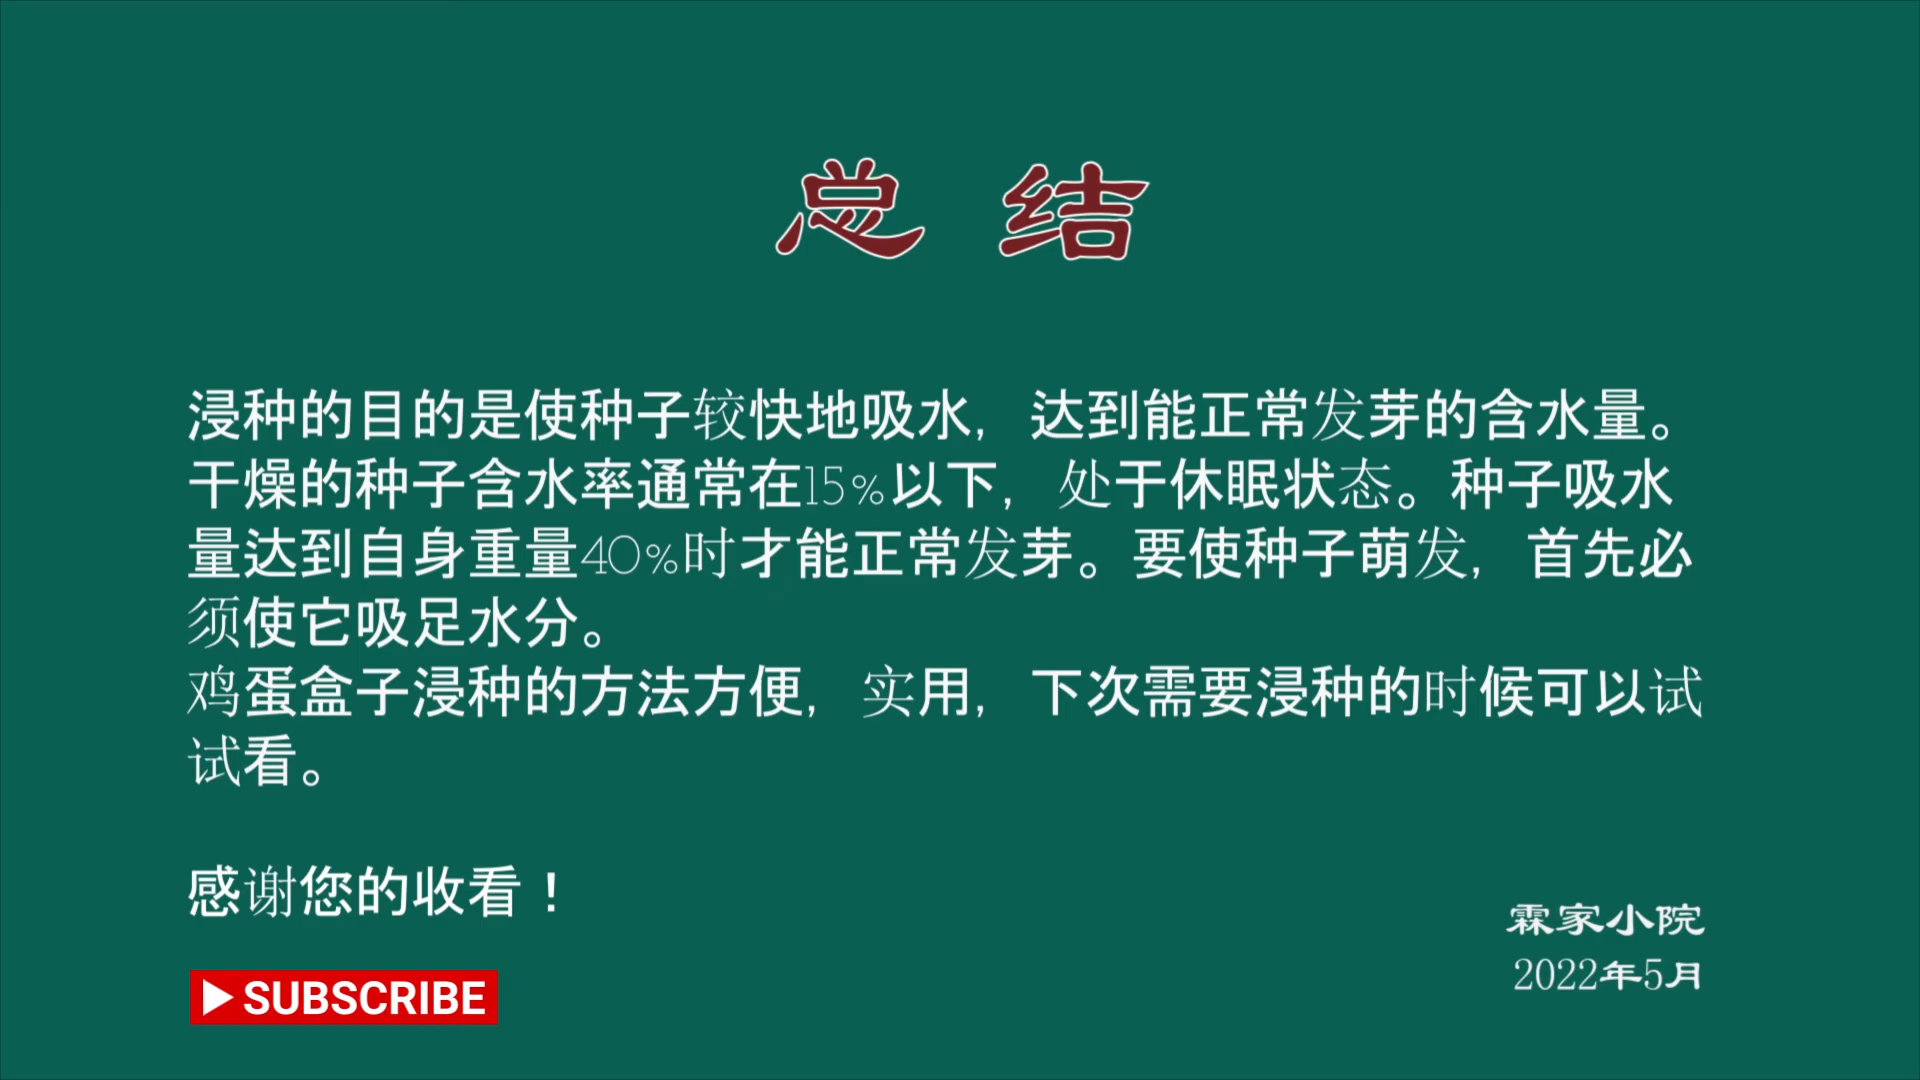 总 结
浸种的目的是使种子较快地吸水，达到能正常发芽的含水量。
干燥的种子含水率通常在15%以下，处于休眠状态。种子吸水
量达到自身重量40%时才能正常发芽。要使种子萌发，首先必
须使它吸足水分。
鸡蛋盒子浸种的方法方便，实用，下次需要浸种的时候可以试
试看。
感谢您的收看！
霖家小院
2022年5月
SUBSCRIBE